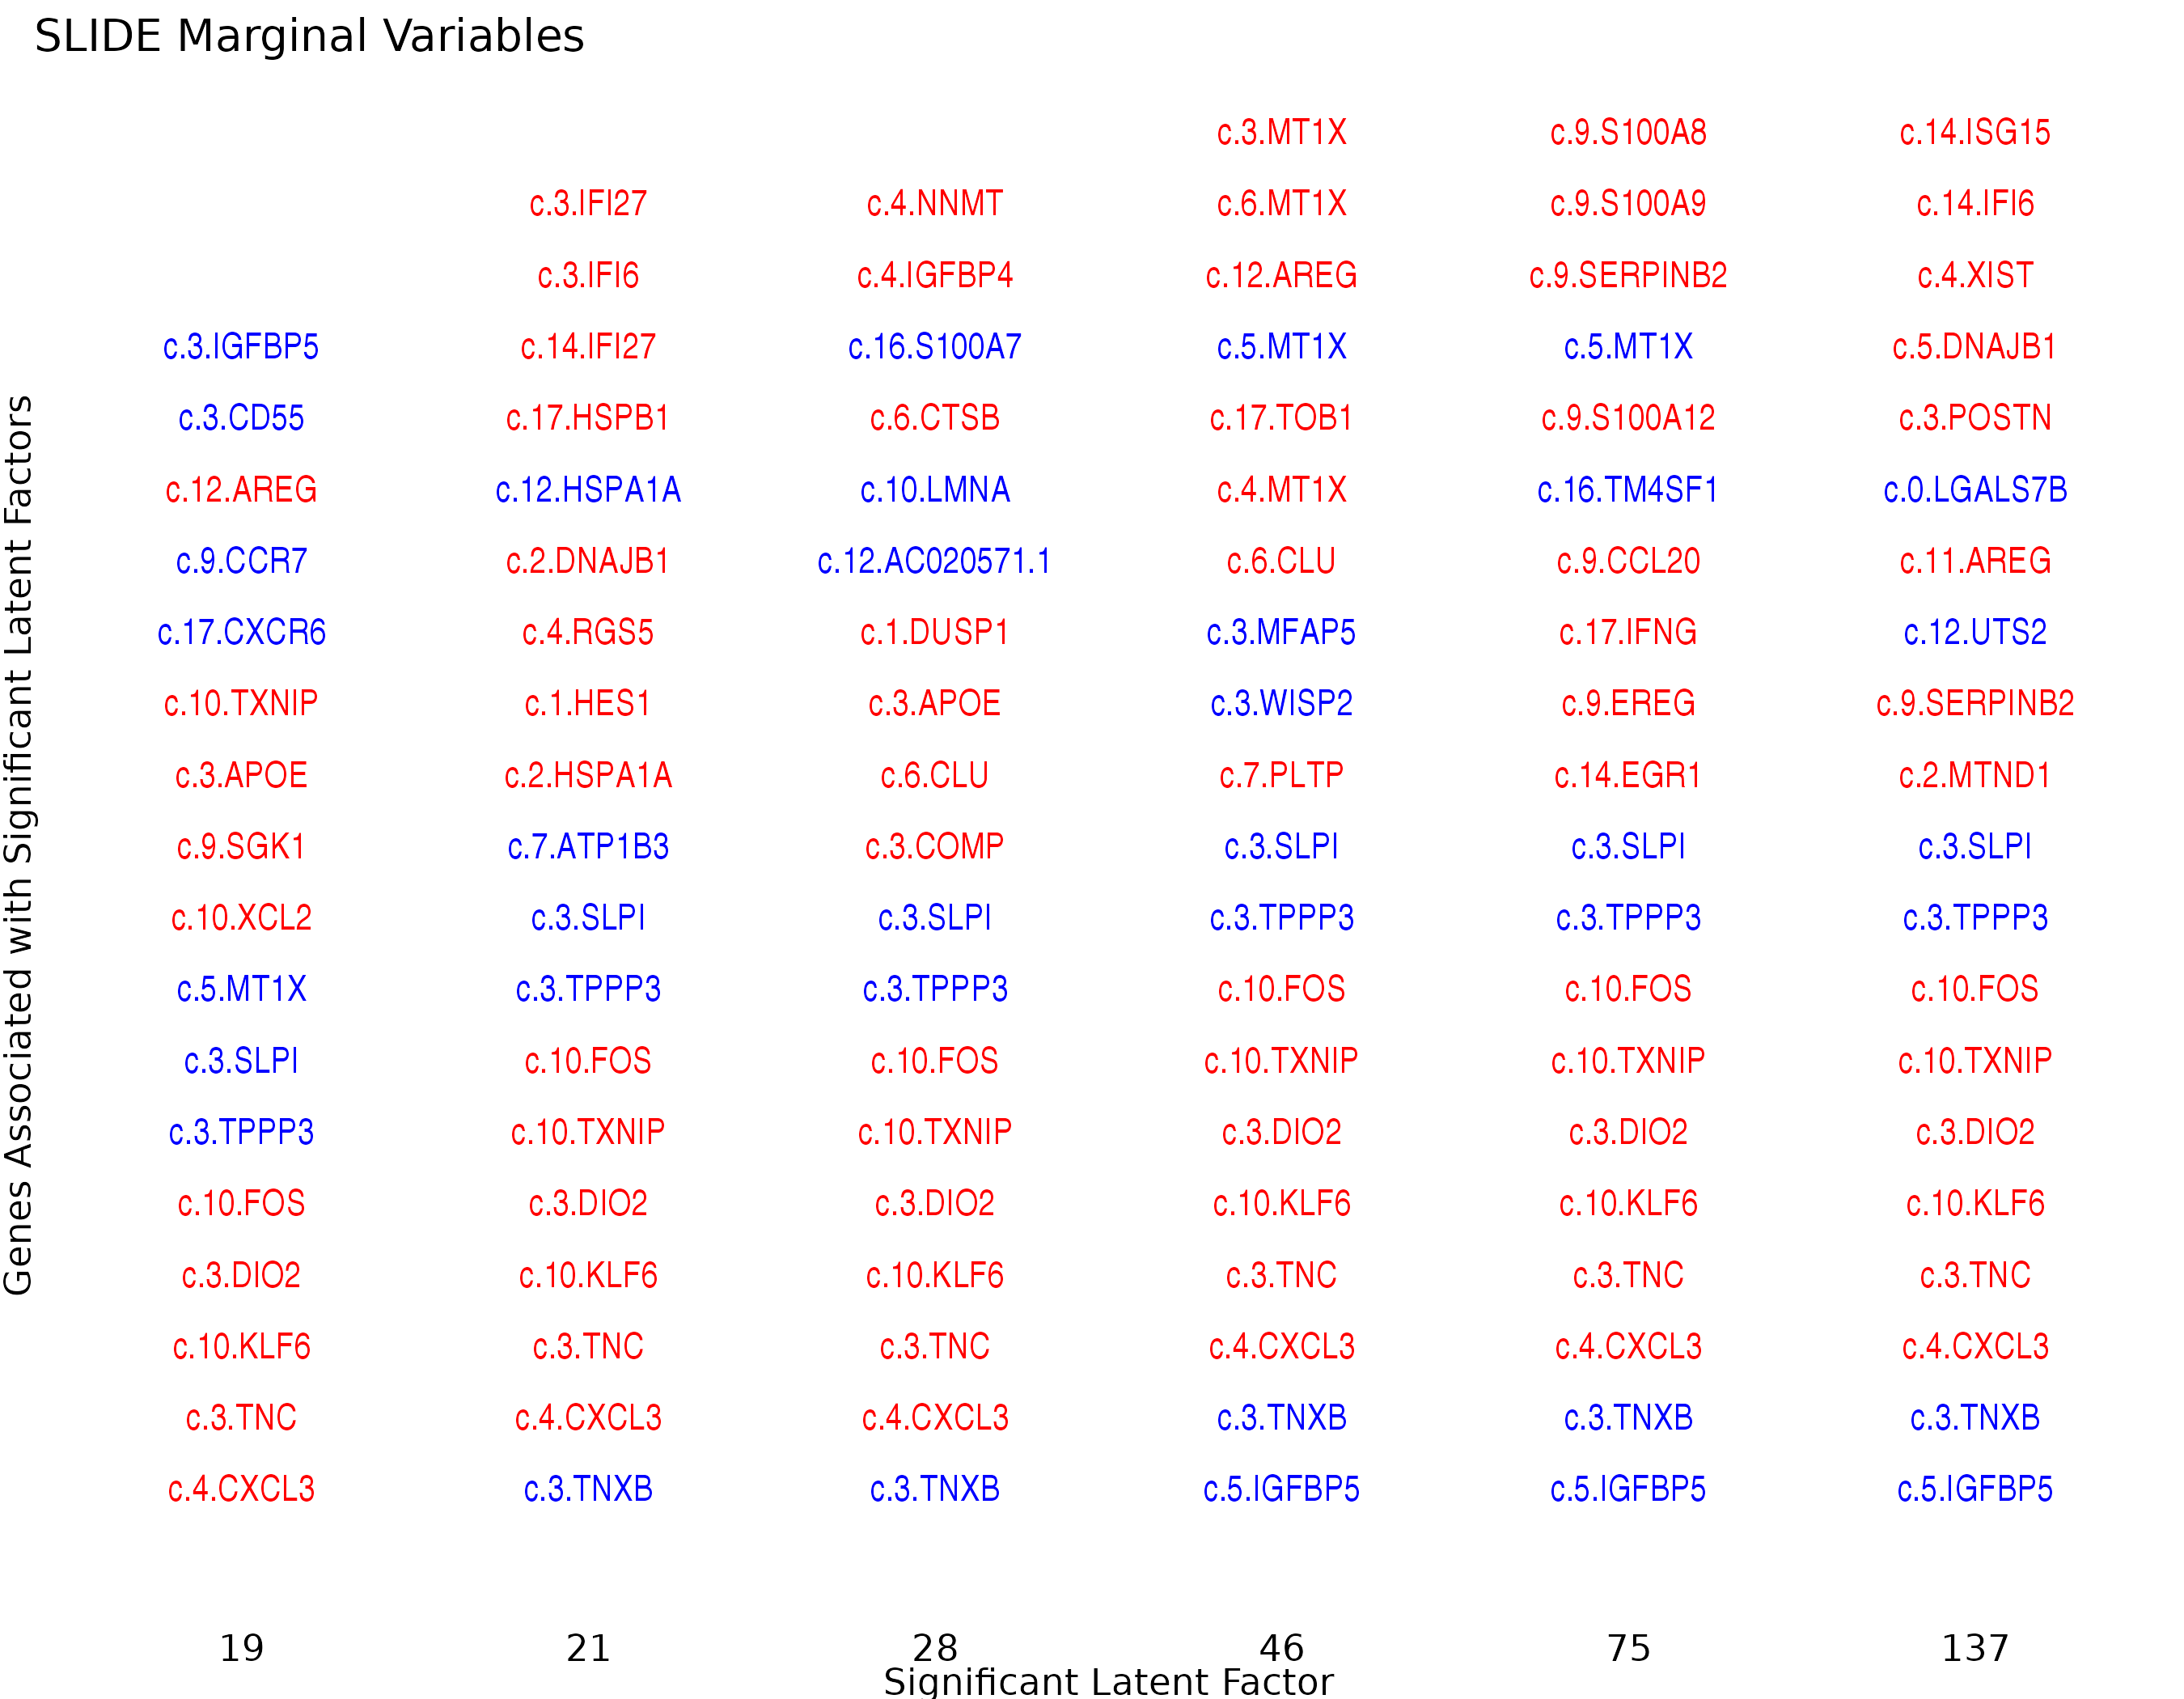 SLIDE Marginal Variables
c.3.MT1X c.9.S100A8 c.14.ISG15
c.3.IFI27 c.4.NNMT c.6.MT1X c.9.S100A9 c.14.IFI6
c.3.IFI6 c.4.IGFBP4 c.12.AREG c.9.SERPINB2 c.4.XIST
c.3.IGFBP5 c.14.IFI27 c.16.S100A7 c.5.MT1X c.5.MT1X c.5.DNAJB1
c.3.CD55 c.17.HSPB1 c.6.CTSB c.17.TOB1 c.9.S100A12 c.3.POSTN
c.12.AREG c.12.HSPA1A c.10.LMNA c.4.MT1X c.16.TM4SF1 c.0.LGALS7B
c.9.CCR7 c.2.DNAJB1 c.12.AC020571.1 c.6.CLU c.9.CCL20 c.11.AREG
c.17.CXCR6 c.4.RGS5 c.1.DUSP1 c.3.MFAP5 c.17.IFNG c.12.UTS2
c.10.TXNIP c.1.HES1 c.3.APOE c.3.WISP2 c.9.EREG c.9.SERPINB2
c.3.APOE c.2.HSPA1A c.6.CLU c.7.PLTP c.14.EGR1 c.2.MTND1
c.9.SGK1 c.7.ATP1B3 c.3.COMP c.3.SLPI c.3.SLPI c.3.SLPI
c.10.XCL2 c.3.SLPI c.3.SLPI c.3.TPPP3 c.3.TPPP3 c.3.TPPP3
c.5.MT1X c.3.TPPP3 c.3.TPPP3 c.10.FOS c.10.FOS c.10.FOS
c.3.SLPI c.10.FOS c.10.FOS c.10.TXNIP c.10.TXNIP c.10.TXNIP
c.3.TPPP3 c.10.TXNIP c.10.TXNIP c.3.DIO2 c.3.DIO2 c.3.DIO2
c.10.FOS c.3.DIO2 c.3.DIO2 c.10.KLF6 c.10.KLF6 c.10.KLF6
c.3.DIO2 c.10.KLF6 c.10.KLF6 c.3.TNC c.3.TNC c.3.TNC
c.10.KLF6 c.3.TNC c.3.TNC c.4.CXCL3 c.4.CXCL3 c.4.CXCL3
c.3.TNC c.4.CXCL3 c.4.CXCL3 c.3.TNXB c.3.TNXB c.3.TNXB
c.4.CXCL3 c.3.TNXB c.3.TNXB c.5.IGFBP5 c.5.IGFBP5 c.5.IGFBP5
Genes Associated with Significant Latent Factors
19 21 28 46 75 137
Significant Latent Factor